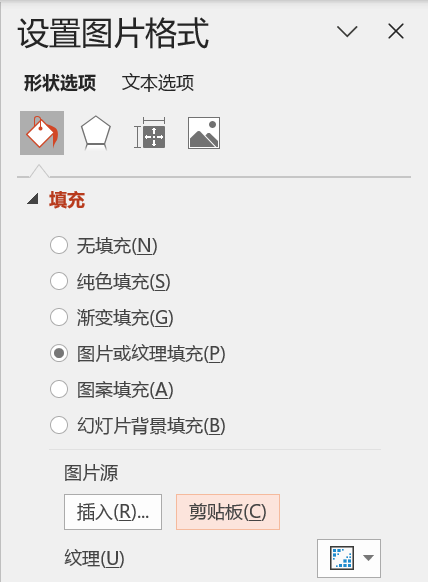 设置图片格式
形状选项 文本选项
填充
无填充(N)
纯色填充(S)
渐变填充(G)
图片或纹理填充(P)
图案填充(A)
幻灯片背景填充(B)
图片源
插入(R)... 剪贴板(C)
纹理(U)